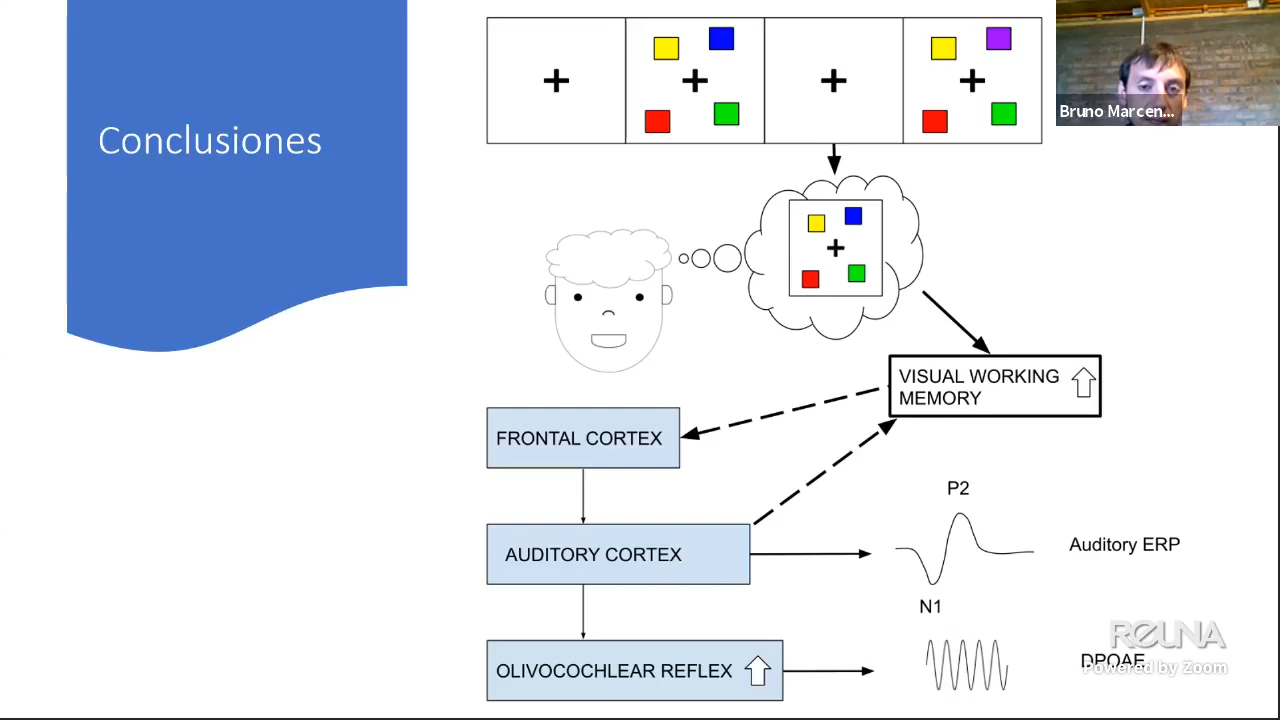 Conclusiones
Bruno Marcen...
VISUAL WORKING
MEMORY
FRONTAL CORTEX
P2
AUDITORY CORTEX
Auditory ERP
N1
REUNA
OLIVOCOCHLEAR REFLEX
DPOAE
Powered by Zoom